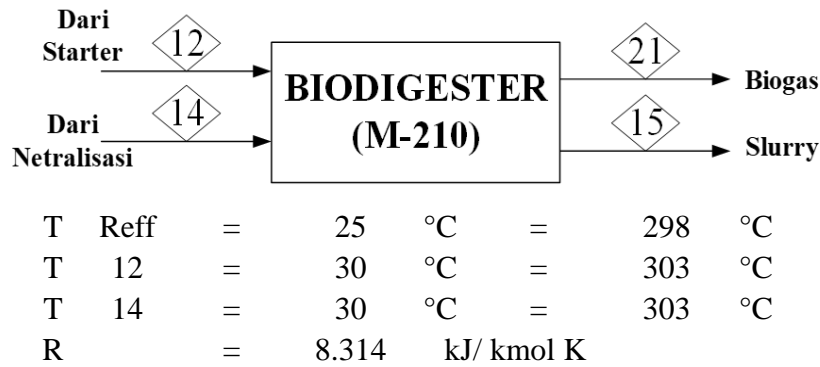 Dari
Starter
12
21
BIODIGESTER
(M-210)
Biogas
Dari
Netralisasi
14
15
Slurry
T Reff = 25 °C = 298 °C
T 12 = 30 °C = 303 °C
T 14 = 30 °C = 303 °C
R = 8.314 kJ/ kmol K